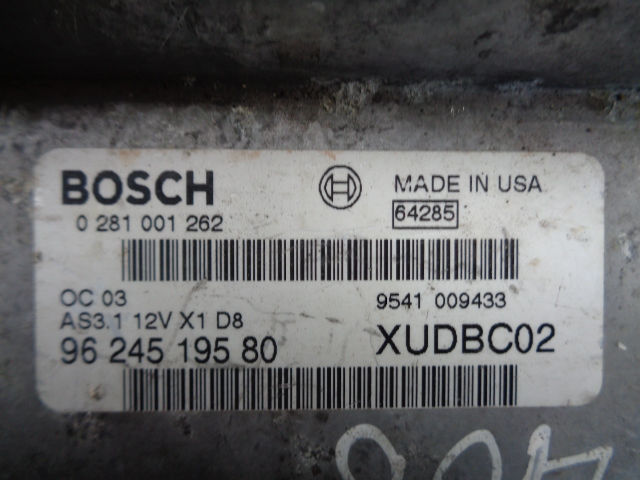 BOSCH
MADE IN USA
0 281 001 262
64285
OC 03
9541 009433
AS3.1 12V X1 D8
96 245 195 80
XUDBC02